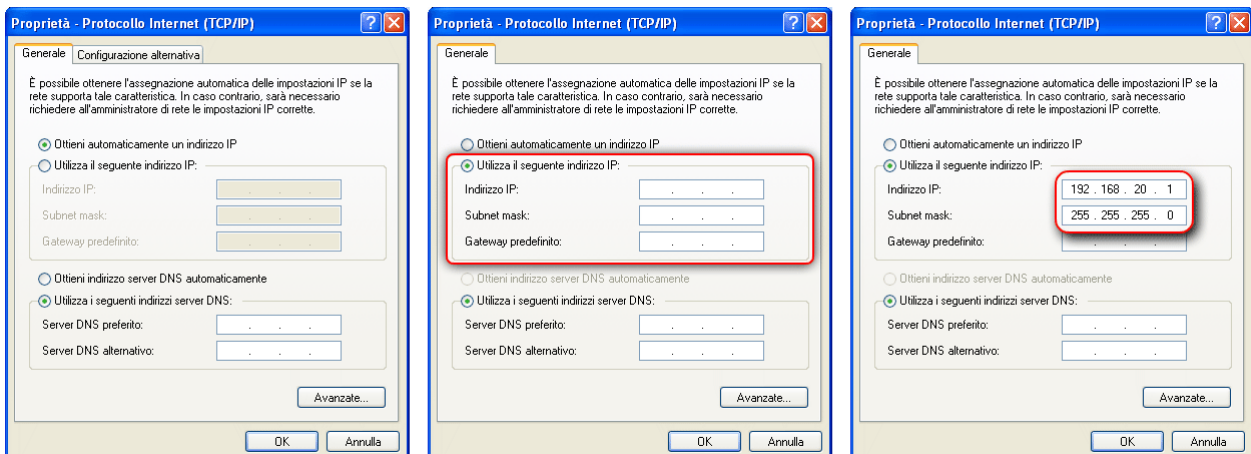 Proprietà - Protocollo Internet (TCP/IP)
Generale
Configurazione alternativa
È possibile ottenere l'assegnazione automatica delle impostazioni IP se la
rete supporta tale caratteristica. In caso contrario, sarà necessario
richiedere all'amministratore di rete le impostazioni IP corrette.
Ottieni automaticamente un indirizzo IP
Utilizza il seguente indirizzo IP:
Indirizzo IP:
Subnet mask:
Gateway predefinito:
Ottieni indirizzo server DNS automaticamente
Utilizza i seguenti indirizzi server DNS:
Server DNS preferito:
Server DNS alternativo:
Avanzate...
OK
Annulla
Proprietà - Protocollo Internet (TCP/IP)
Generale
È possibile ottenere l'assegnazione automatica delle impostazioni IP se la
rete supporta tale caratteristica. In caso contrario, sarà necessario
richiedere all'amministratore di rete le impostazioni IP corrette.
Ottieni automaticamente un indirizzo IP
Utilizza il seguente indirizzo IP:
Indirizzo IP:
Subnet mask:
Gateway predefinito:
Ottieni indirizzo server DNS automaticamente
Utilizza i seguenti indirizzi server DNS:
Server DNS preferito:
Server DNS alternativo:
Avanzate...
OK
Annulla
Proprietà - Protocollo Internet (TCP/IP)
Generale
È possibile ottenere l'assegnazione automatica delle impostazioni IP se la
rete supporta tale caratteristica. In caso contrario, sarà necessario
richiedere all'amministratore di rete le impostazioni IP corrette.
Ottieni automaticamente un indirizzo IP
Utilizza il seguente indirizzo IP:
Indirizzo IP: 192 . 168 . 20 . 1
Subnet mask: 255 . 255 . 255 . 0
Gateway predefinito:
Ottieni indirizzo server DNS automaticamente
Utilizza i seguenti indirizzi server DNS:
Server DNS preferito:
Server DNS alternativo:
Avanzate...
OK
Annulla